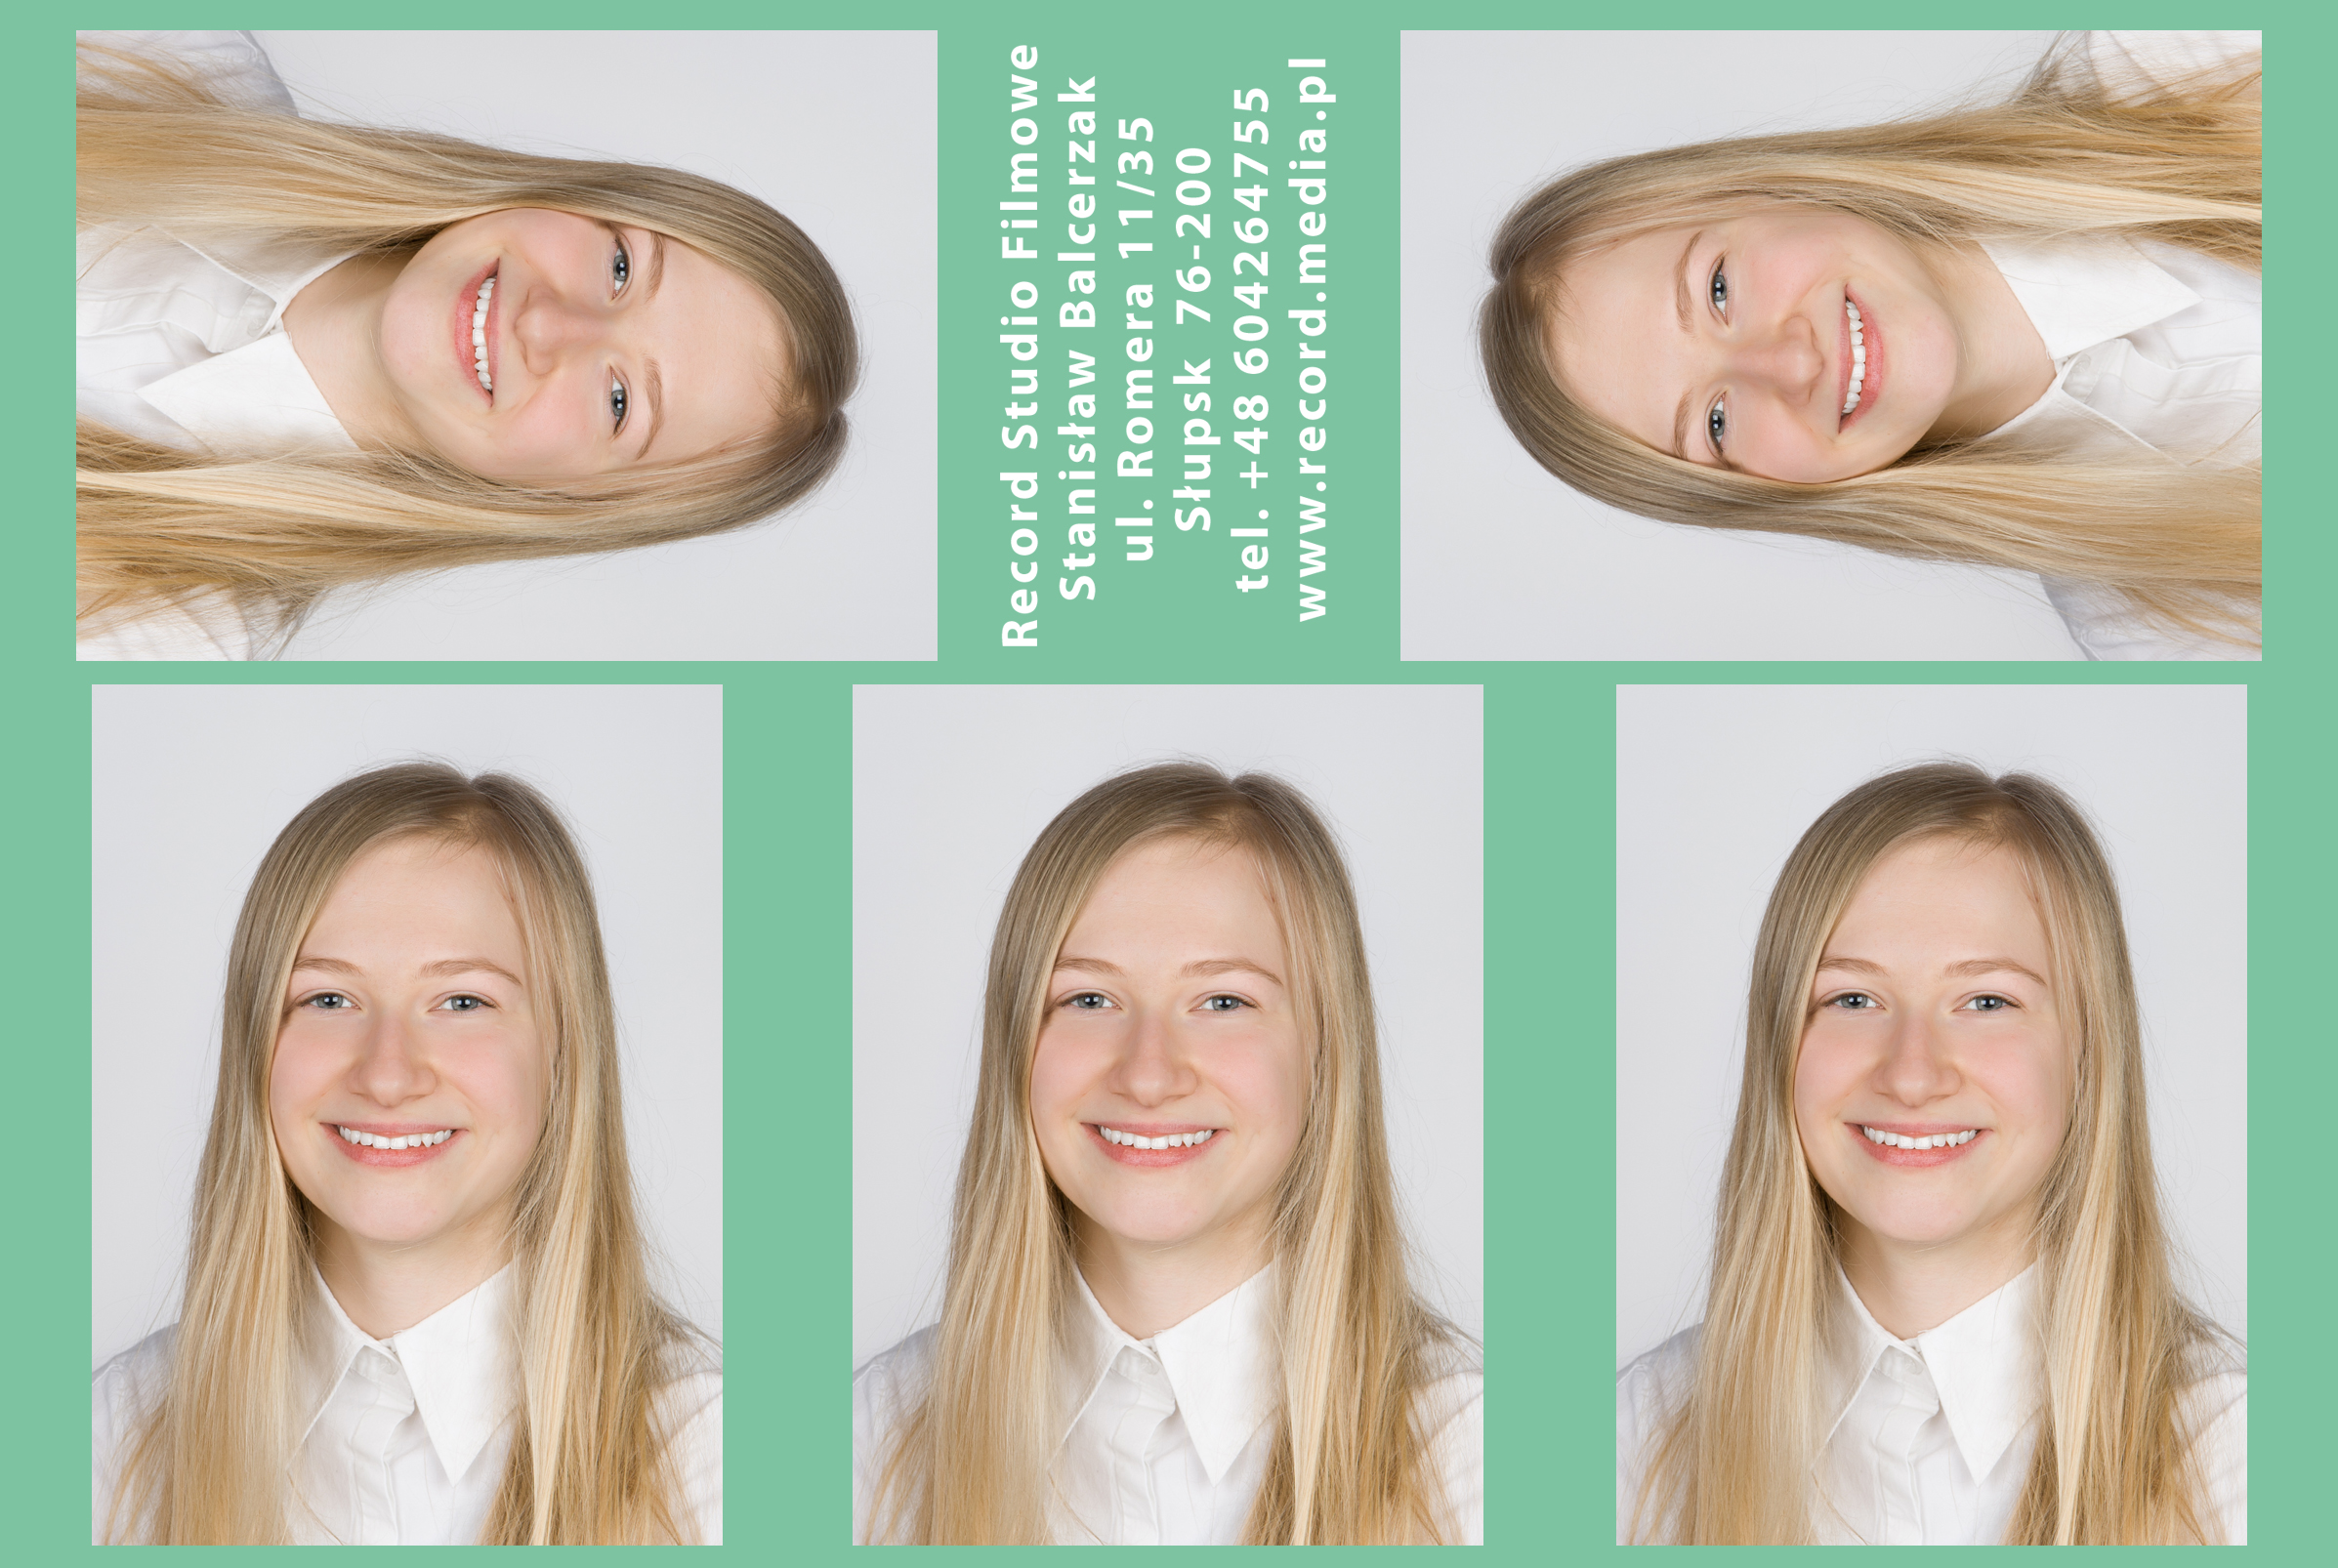 Record Studio Filmowe
Stanisław Balcerzak
ul. Romera 11/35
Słupsk 76-200
tel. +48 604264755
www.record.media.pl